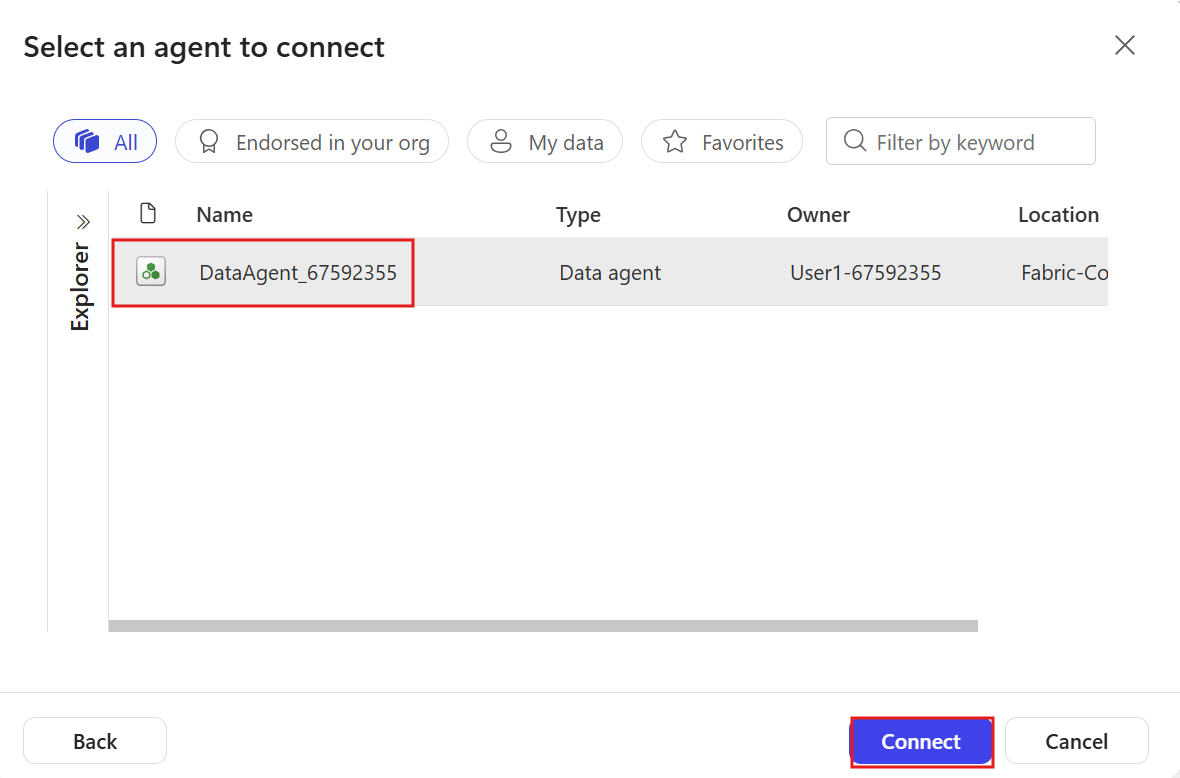 Select an agent to connect
All
Endorsed in your org
My data
Favorites
Filter by keyword
Explorer
Name Type Owner Location
DataAgent_67592355 Data agent User1-67592355 Fabric-Co
Back
Connect
Cancel